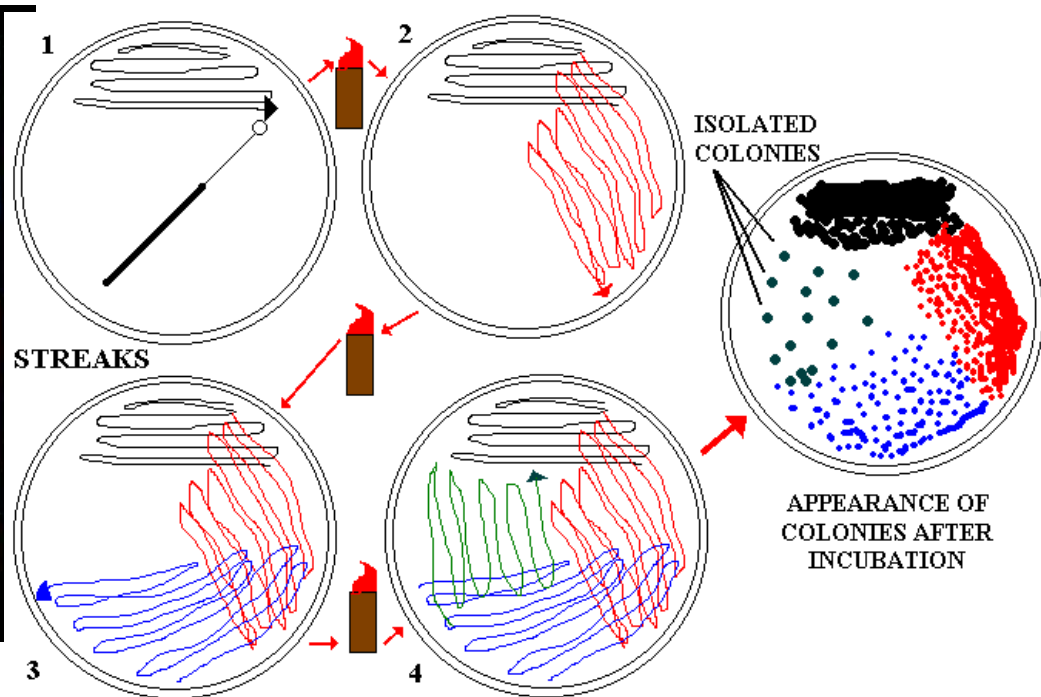 1
2
ISOLATED
COLONIES
STREAKS
3
4
APPEARANCE OF
COLONIES AFTER
INCUBATION